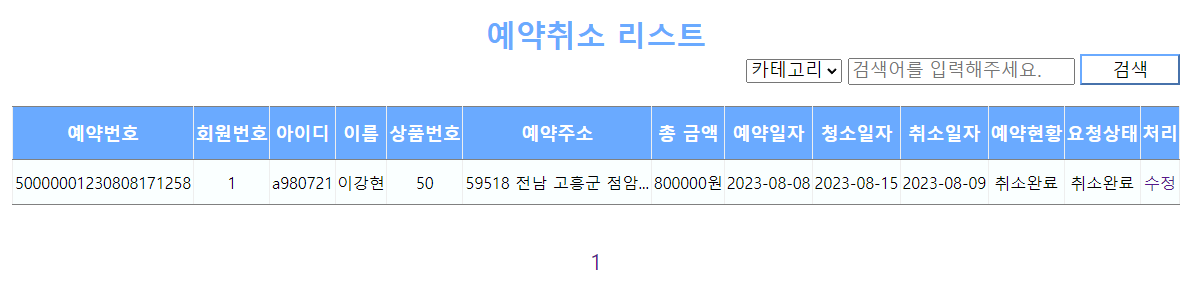 예약취소 리스트
카테고리 검색어를 입력해주세요. 검색
예약번호 회원번호 아이디 이름 상품번호 예약주소 총 금액 예약일자 청소일자 취소일자 예약현황 요청상태 처리
50000001230808171258 1 a980721 이강현 50 59518 전남 고흥군 점암... 800000원 2023-08-08 2023-08-15 2023-08-09 취소완료 취소완료 수정
1